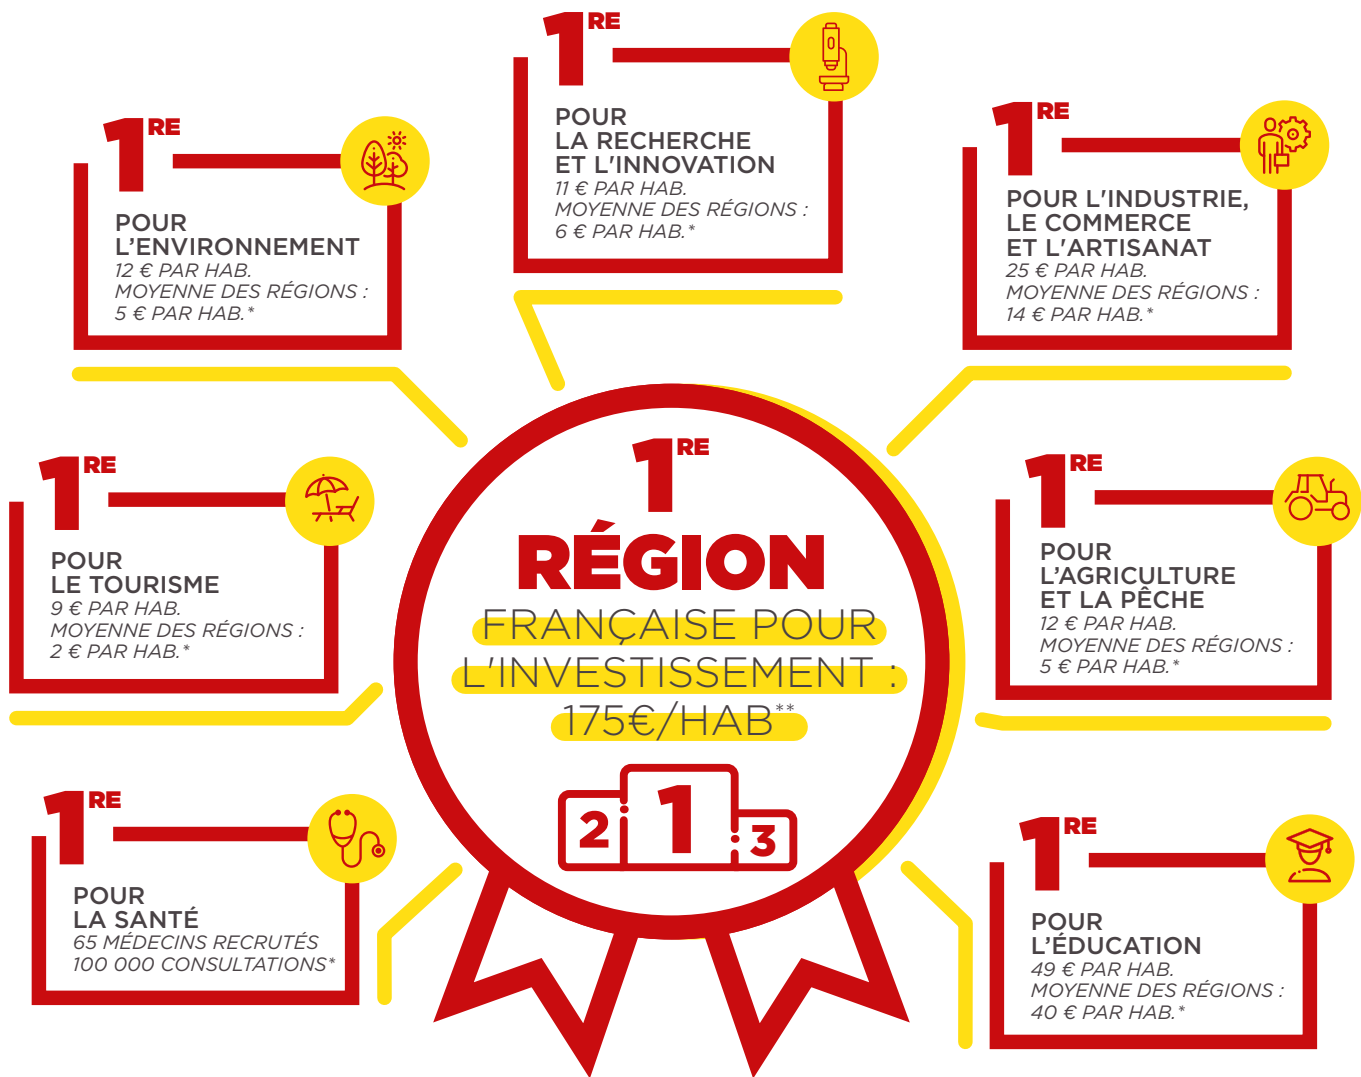 1RE
POUR
LA RECHERCHE
ET L'INNOVATION
11 € PAR HAB.
MOYENNE DES RÉGIONS :
6 € PAR HAB.*
1RE
POUR
L’ENVIRONNEMENT
12 € PAR HAB.
MOYENNE DES RÉGIONS :
5 € PAR HAB.*
1RE
POUR L'INDUSTRIE,
LE COMMERCE
ET L'ARTISANAT
25 € PAR HAB.
MOYENNE DES RÉGIONS :
14 € PAR HAB.*
1RE
RÉGION
FRANÇAISE POUR
L'INVESTISSEMENT :
175€/HAB**
2 1 3
1RE
POUR
LE TOURISME
9 € PAR HAB.
MOYENNE DES RÉGIONS :
2 € PAR HAB.*
1RE
POUR
L’AGRICULTURE
ET LA PÊCHE
12 € PAR HAB.
MOYENNE DES RÉGIONS :
5 € PAR HAB.*
1RE
POUR
LA SANTÉ
65 MÉDECINS RECRUTÉS
100 000 CONSULTATIONS*
1RE
POUR
L’ÉDUCATION
49 € PAR HAB.
MOYENNE DES RÉGIONS :
40 € PAR HAB.*